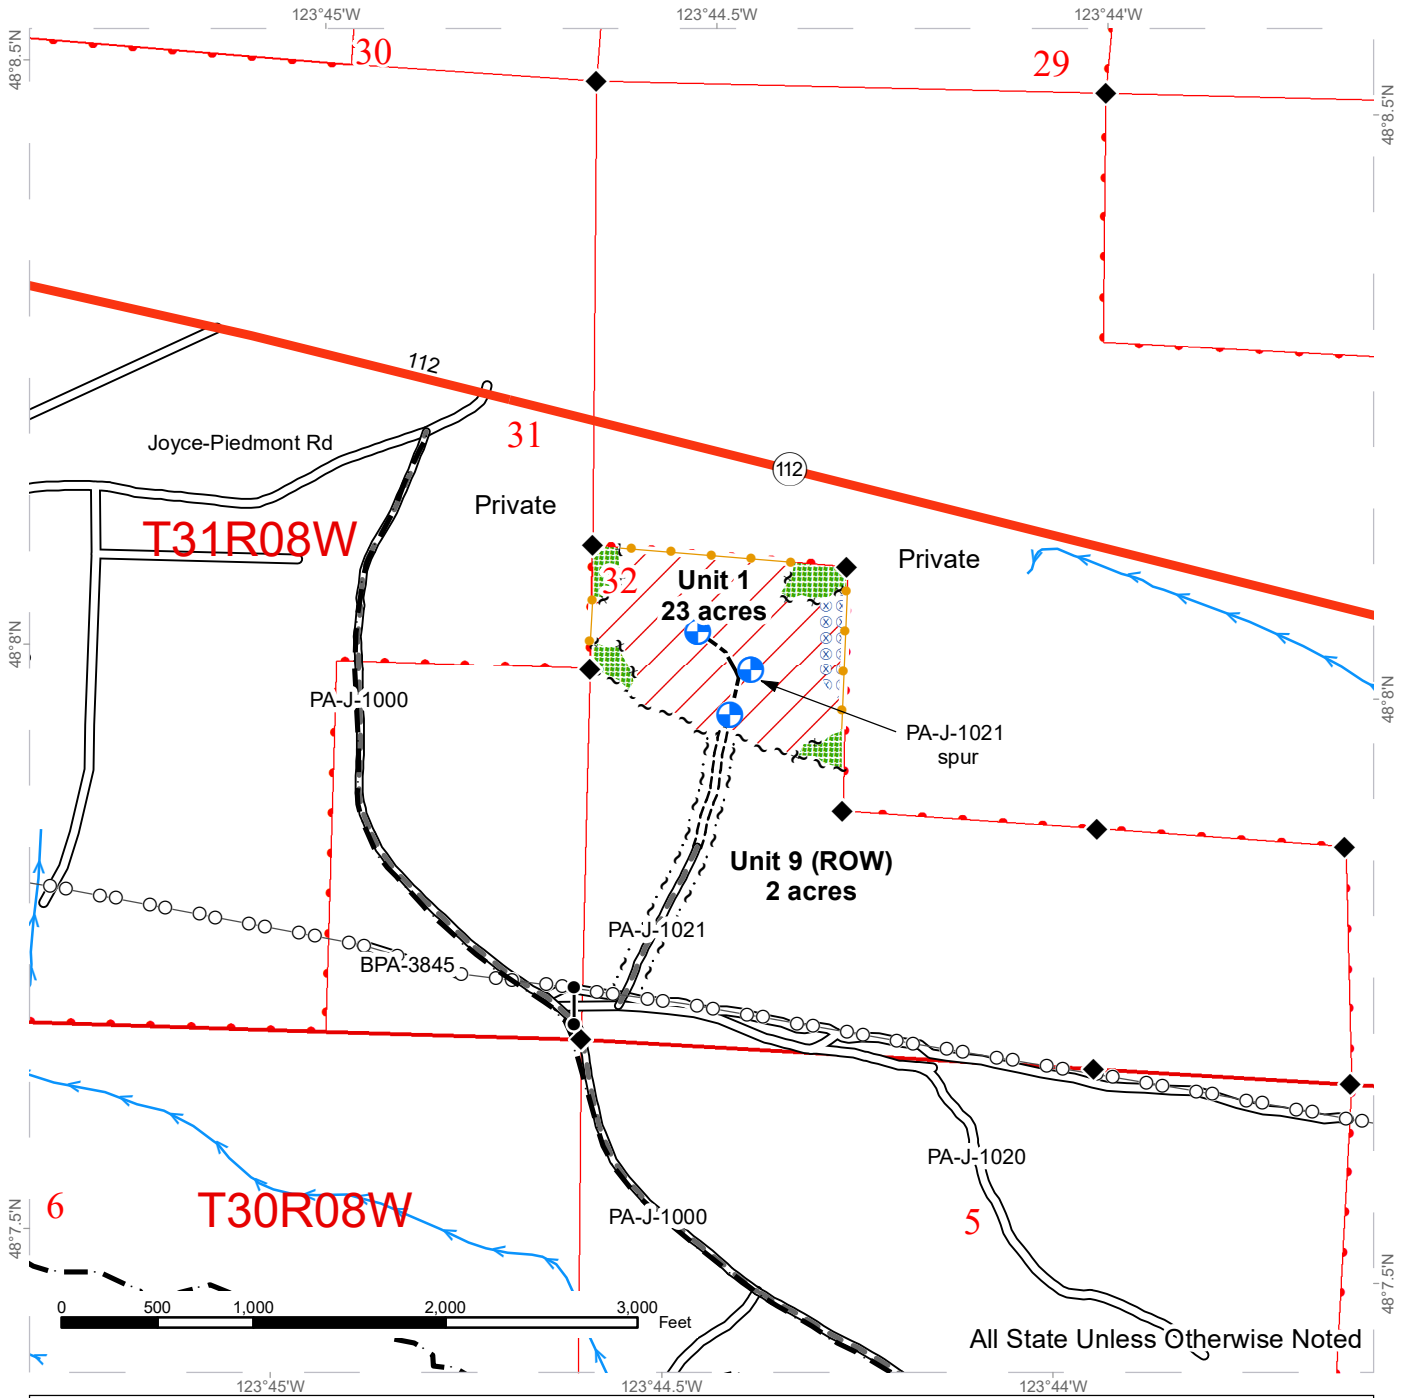 123°45'W
123°44.5'W
123°44'W
48°8.5'N
48°8.5'N
30
29
112
31
Joyce-Piedmont Rd
112
Private
T31R08W
Private
32
Unit 1
23 acres
48°8'N
48°8'N
PA-J-1000
PA-J-1021
spur
Unit 9 (ROW)
2 acres
PA-J-1021
BPA-3845
PA-J-1020
6
T30R08W
PA-J-1000
5
48°7.5'N
48°7.5'N
0 500 1,000 2,000 3,000
Feet
All State Unless Otherwise Noted
123°45'W
123°44.5'W
123°44'W